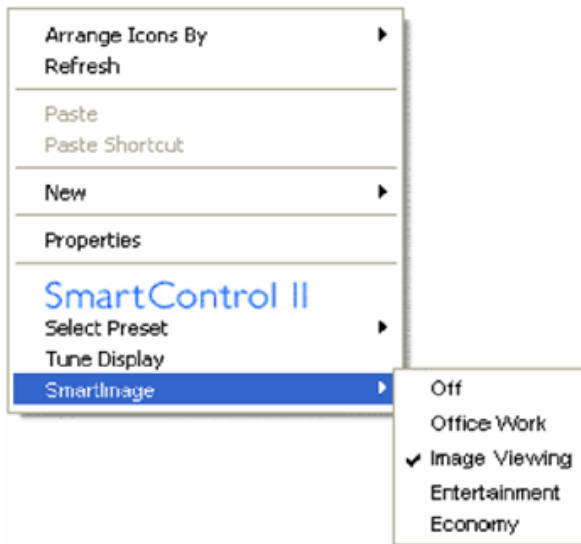 Arrange Icons By
Refresh
Paste
Paste Shortcut
New
Properties
SmartControl II
Select Preset
Tune Display
SmartImage
Off
Office Work
Image Viewing
Entertainment
Economy